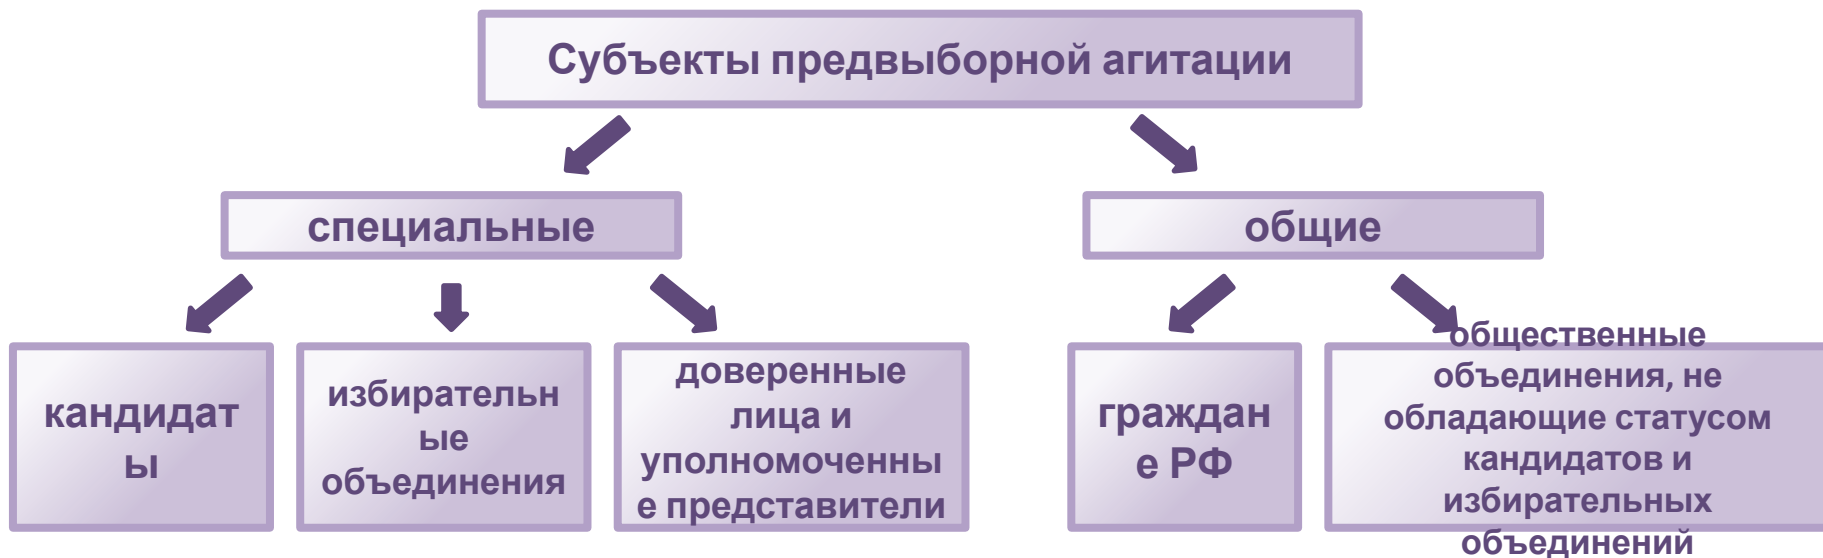 Субъекты предвыборной агитации
специальные
общие
кандидат
ы
избирательн
ые
объединения
доверенные
лица и
уполномоченны
е представители
граждан
е РФ
общественные
объединения, не
обладающие статусом
кандидатов и
избирательных
объединений